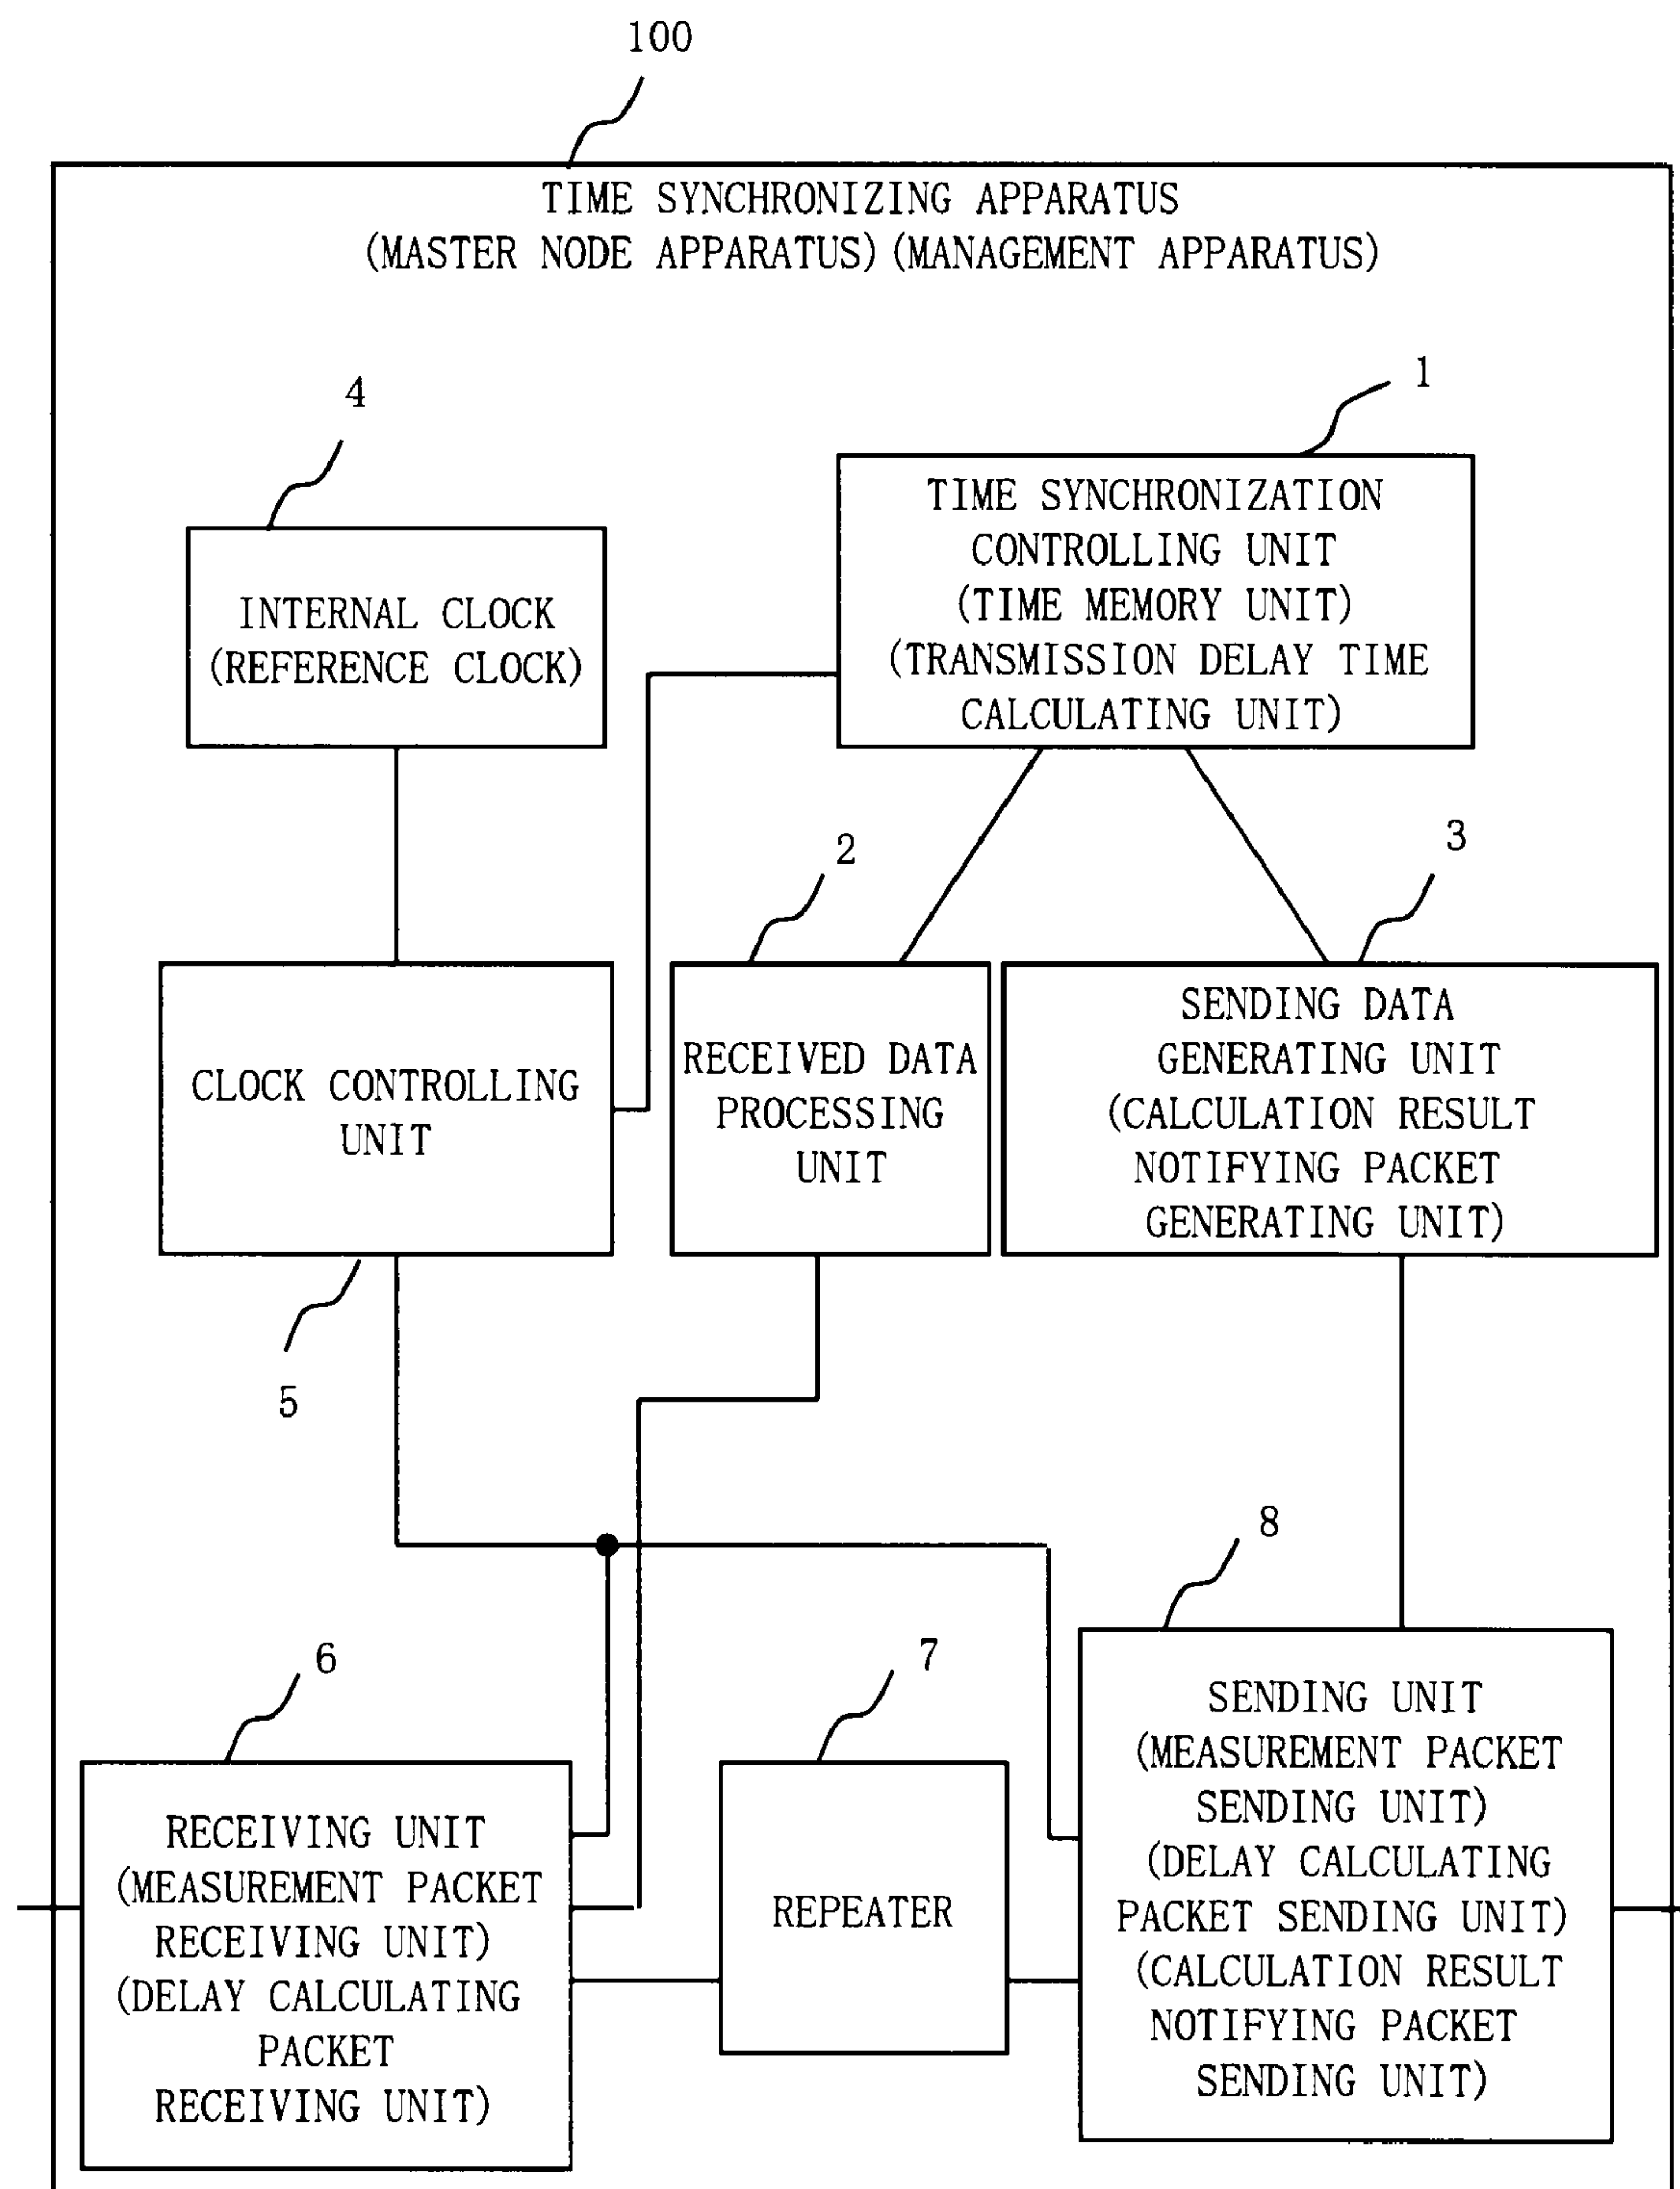 100
TIME SYNCHRONIZING APPARATUS
(MASTER NODE APPARATUS)(MANAGEMENT APPARATUS)
4
1
INTERNAL CLOCK
(REFERENCE CLOCK)
TIME SYNCHRONIZATION
CONTROLLING UNIT
(TIME MEMORY UNIT)
(TRANSMISSION DELAY TIME
CALCULATING UNIT)
2
3
CLOCK CONTROLLING
UNIT
RECEIVED DATA
PROCESSING
UNIT
SENDING DATA
GENERATING UNIT
(CALCULATION RESULT
NOTIFYING PACKET
GENERATING UNIT)
5
6
7
8
RECEIVING UNIT
(MEASUREMENT PACKET
RECEIVING UNIT)
(DELAY CALCULATING
PACKET
RECEIVING UNIT)
REPEATER
SENDING UNIT
(MEASUREMENT PACKET
SENDING UNIT)
(DELAY CALCULATING
PACKET SENDING UNIT)
(CALCULATION RESULT
NOTIFYING PACKET
SENDING UNIT)